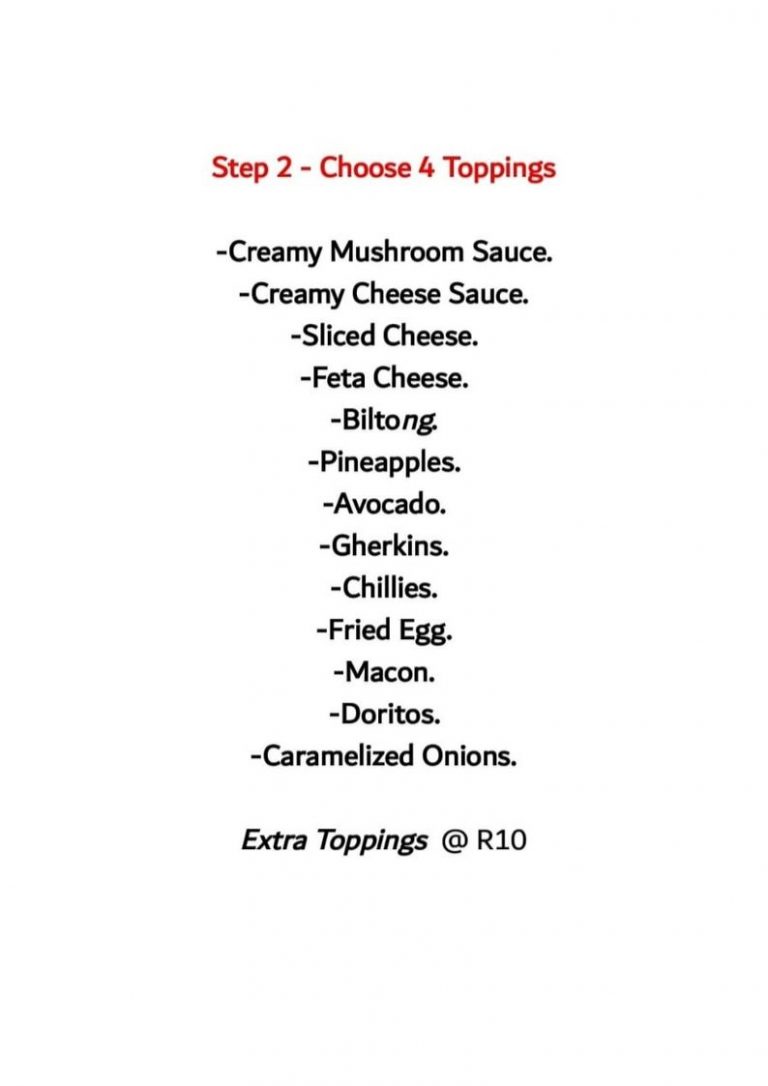 Step 2 - Choose 4 Toppings
-Creamy Mushroom Sauce.
-Creamy Cheese Sauce.
-Sliced Cheese.
-Feta Cheese.
-Biltong.
-Pineapples.
-Avocado.
-Gherkins.
-Chillies.
-Fried Egg.
-Macon.
-Doritos.
-Caramelized Onions.
Extra Toppings @ R10